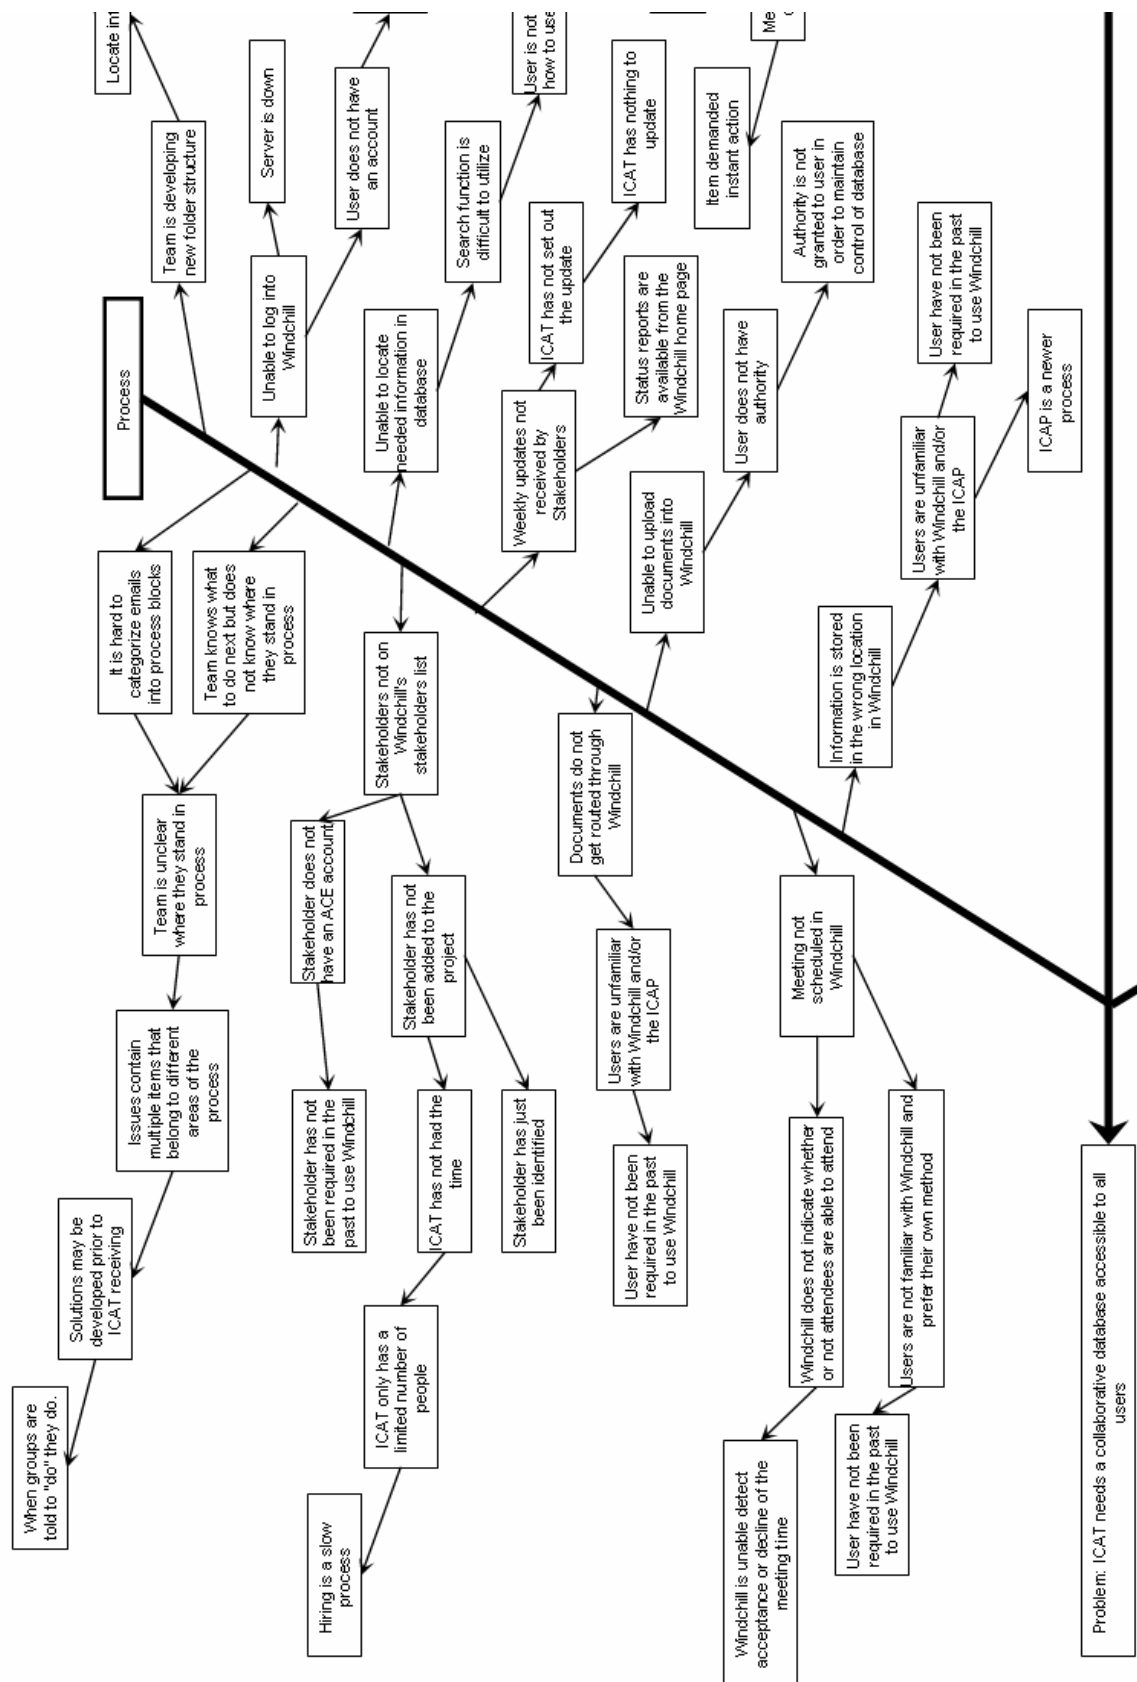 Process
Locate inf
Team is developing
new folder structure
Server is down
Unable to log into
Windchill
User does not have
an account
Search function is
difficult to utilize
Unable to locate
needed information in
database
User is not
how to use
ICAT has nothing to
update
ICAT has not set out
the update
Status reports are
available from the
Windchill home page
Weekly updates not
received by
Stakeholders
Me
Item demanded
instant action
Authority is not
granted to user in
order to maintain
control of database
User does not have
authority
Unable to upload
documents into
Windchill
User have not been
required in the past
to use Windchill
Users are unfamiliar
with Windchill and/or
the ICAP
ICAP is a newer
process
Information is stored
in the wrong location
in Windchill
It is hard to
categorize emails
into process blocks
Team knows what
to do next but does
not know where
they stand in
process
Team is unclear
where they stand in
process
Issues contain
multiple items that
belong to different
areas of the
process
Solutions may be
developed prior to
ICAT receiving
When groups are
told to "do" they do.
Stakeholders not on
Windchill's
stakeholders list
Stakeholder does not
have an ACE account
Stakeholder has not
been required in the
past to use Windchill
Stakeholder has not
been added to the
project
ICAT has not had the
time
Stakeholder has just
been identified
ICAT only has a
limited number of
people
Hiring is a slow
process
Documents do not
get routed through
Windchill
Users are unfamiliar
with Windchill and/or
the ICAP
User have not been
required in the past
to use Windchill
Meeting not
scheduled in
Windchill
Windchill does not indicate whether
or not attendees are able to attend
Windchill is unable detect
acceptance or decline of the
meeting time
Users are not familiar with Windchill and
prefer their own method
User have not been
required in the past
to use Windchill
Problem: ICAT needs a collaborative database accessible to all
users